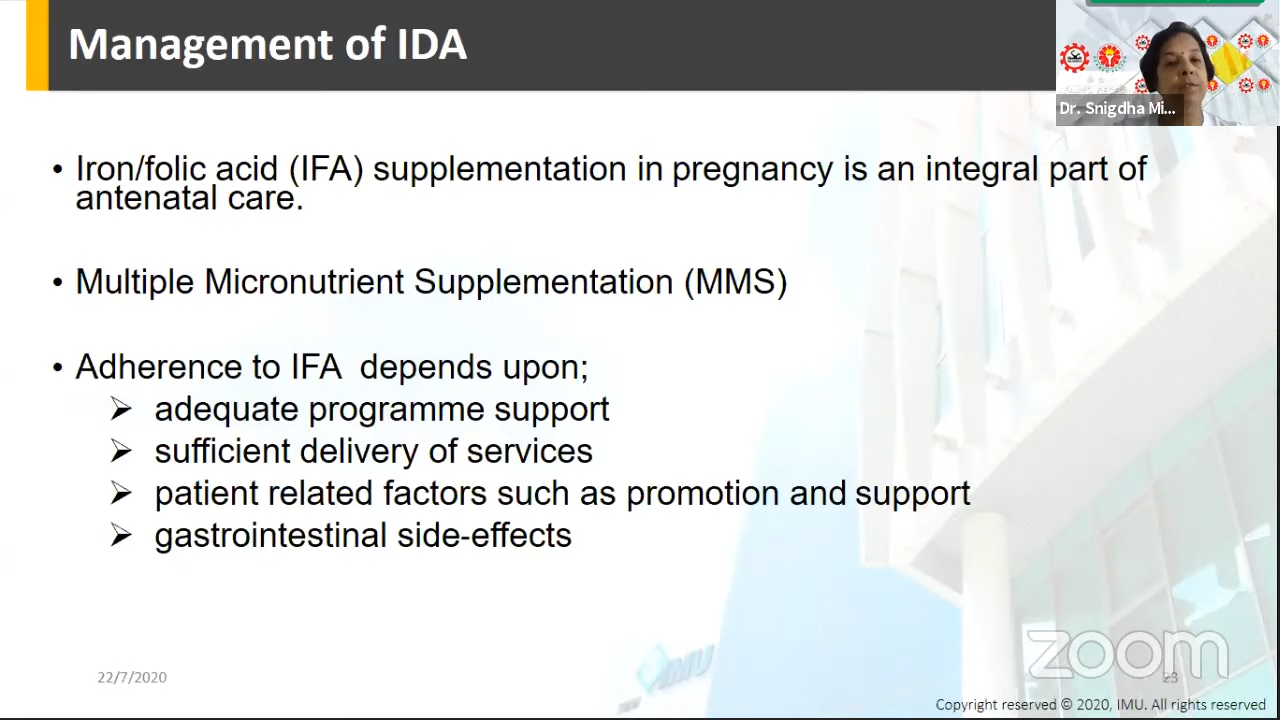 Management of IDA
Dr. Snigdha Mi...
• Iron/folic acid (IFA) supplementation in pregnancy is an integral part of
antenatal care.
• Multiple Micronutrient Supplementation (MMS)
• Adherence to IFA depends upon;
➢ adequate programme support
➢ sufficient delivery of services
➢ patient related factors such as promotion and support
➢ gastrointestinal side-effects
IMU
zoom
22/7/2020
23
Copyright reserved © 2020, IMU. All rights reserved